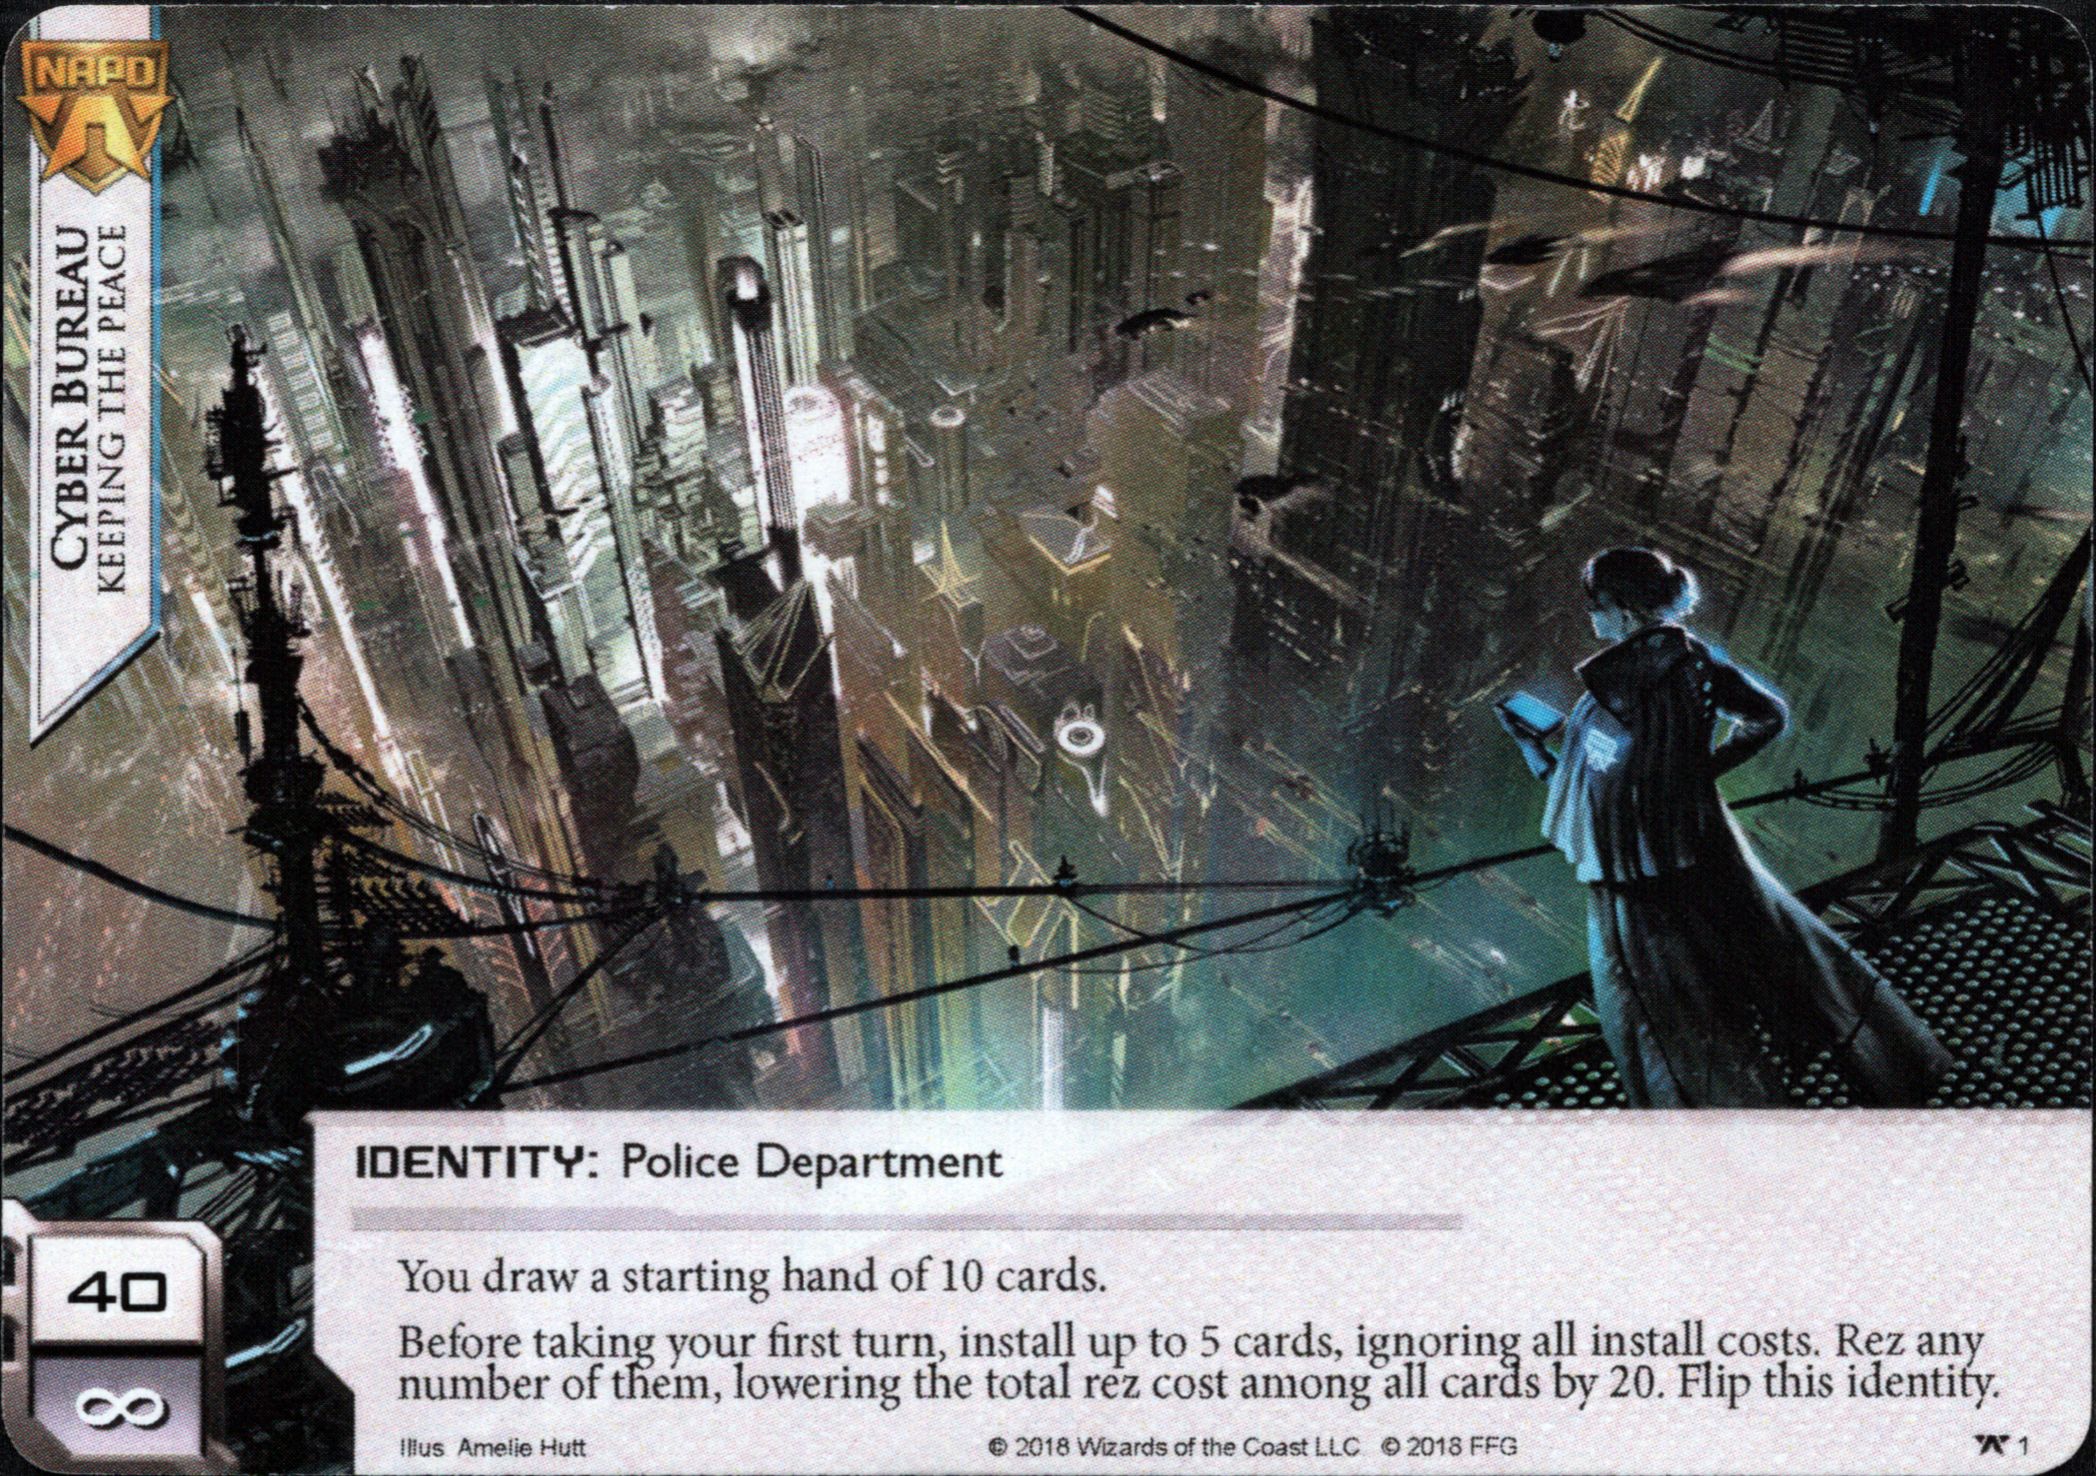 NAPD
CYBER BUREAU
KEEPING THE PEACE
IDENTITY: Police Department
You draw a starting hand of 10 cards.
Before taking your first turn, install up to 5 cards, ignoring all install costs. Rez any
number of them, lowering the total rez cost among all cards by 20. Flip this identity.
40
∞
Illus Amelie Hutt
© 2018 Wizards of the Coast LLC © 2018 FFG
1